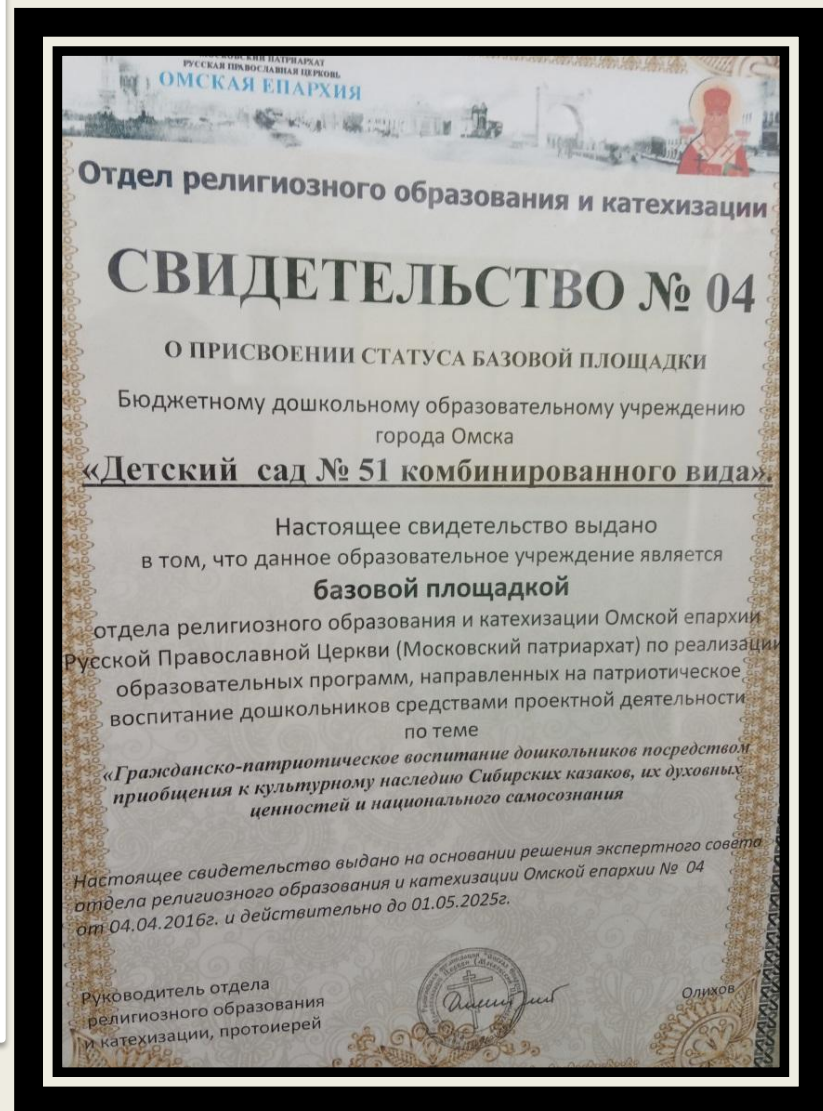 МОСКОВСКИЙ ПАТРИАРХАТ
РУССКАЯ ПРАВОСЛАВНАЯ ЦЕРКОВЬ
ОМСКАЯ ЕПАРХИЯ
Отдел религиозного образования и катехизации
СВИДЕТЕЛЬСТВО № 04
О ПРИСВОЕНИИ СТАТУСА БАЗОВОЙ ПЛОЩАДКИ
Бюджетному дошкольному образовательному учреждению
города Омска
«Детский сад № 51 комбинированного вида».
Настоящее свидетельство выдано
в том, что данное образовательное учреждение является
базовой площадкой
отдела религиозного образования и катехизации Омской епархии
Русской Православной Церкви (Московский патриархат) по реализации
образовательных программ, направленных на патриотическое
воспитание дошкольников средствами проектной деятельности
по теме
«Гражданско-патриотическое воспитание дошкольников посредством
приобщения к культурному наследию Сибирских казаков, их духовных
ценностей и национального самосознания
Настоящее свидетельство выдано на основании решения экспертного совета
отдела религиозного образования и катехизации Омской епархии № 04
от 04.04.2016г. и действительно до 01.05.2025г.
Руководитель отдела
религиозного образования
и катехизации, протоиерей
Олихов